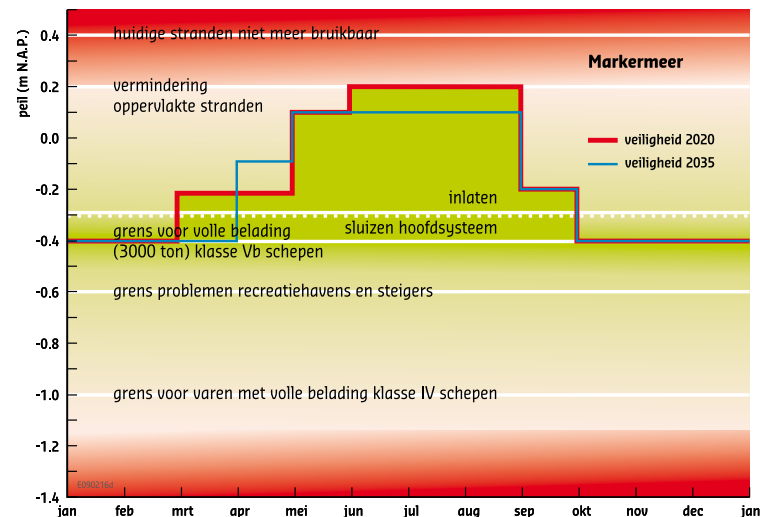 peil (m N.A.P.)
0.4
0.2
0.0
-0.2
-0.4
-0.6
-0.8
-1.0
-1.2
-1.4
huidige stranden niet meer bruikbaar
Markermeer
vermindering
oppervlakte stranden
veiligheid 2020
veiligheid 2035
inlaten
sluizen hoofdsysteem
grens voor volle belading
(3000 ton) klasse Vb schepen
grens problemen recreatiehavens en steigers
grens voor varen met volle belading klasse IV schepen
E090216d
jan feb mrt apr mei jun jul aug sep okt nov dec jan